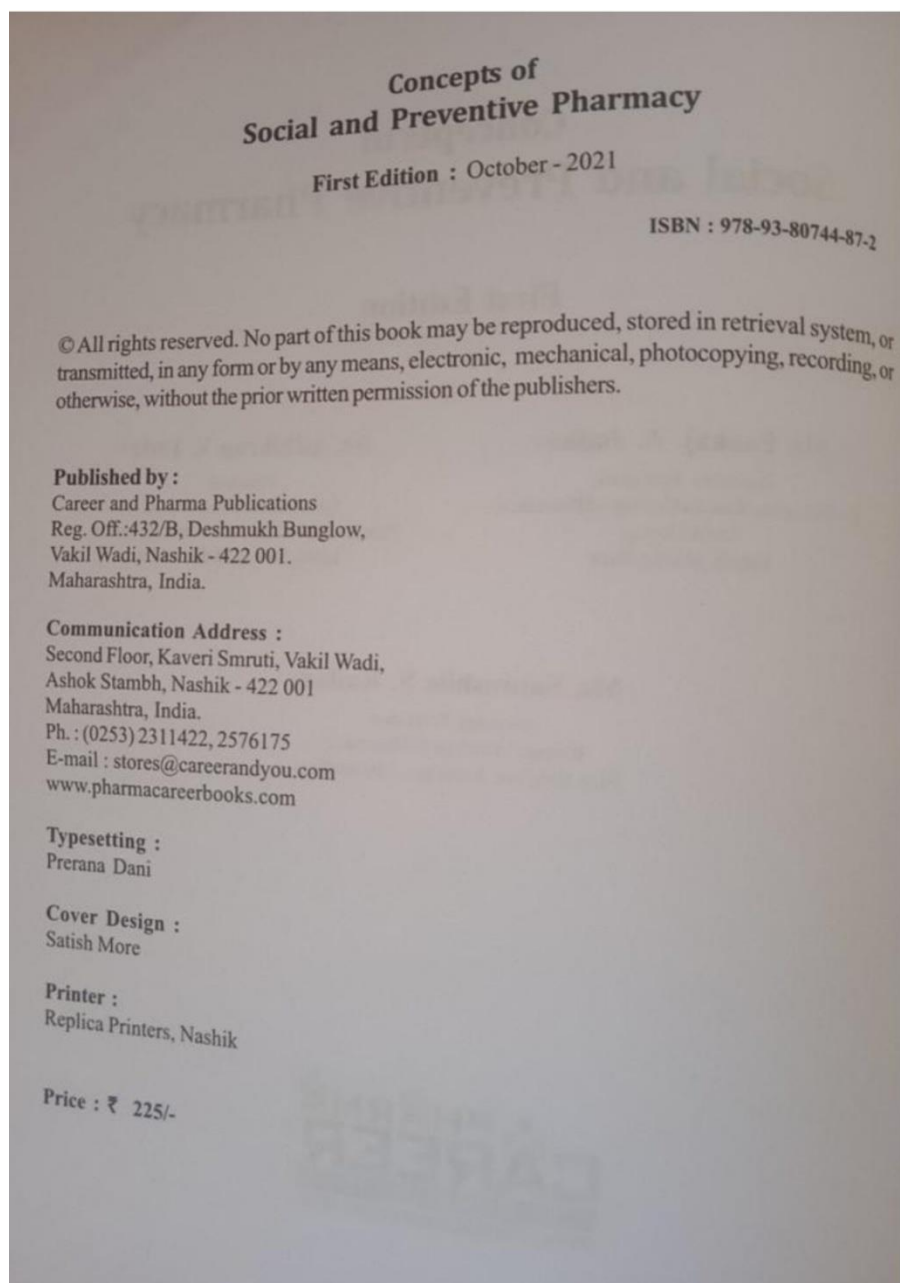 Concepts of
Social and Preventive Pharmacy
First Edition : October - 2021
ISBN : 978-93-80744-87-2
© All rights reserved. No part of this book may be reproduced, stored in retrieval system, or
transmitted, in any form or by any means, electronic, mechanical, photocopying, recording, or
otherwise, without the prior written permission of the publishers.
Published by :
Career and Pharma Publications
Reg. Off.:432/B, Deshmukh Bunglow,
Vakil Wadi, Nashik - 422 001.
Maharashtra, India.
Communication Address :
Second Floor, Kaveri Smruti, Vakil Wadi,
Ashok Stambh, Nashik - 422 001
Maharashtra, India.
Ph. : (0253) 2311422, 2576175
E-mail : stores@careerandyou.com
www.pharmacareerbooks.com
Typesetting :
Prerana Dani
Cover Design :
Satish More
Printer :
Replica Printers, Nashik
Price : ₹ 225/-